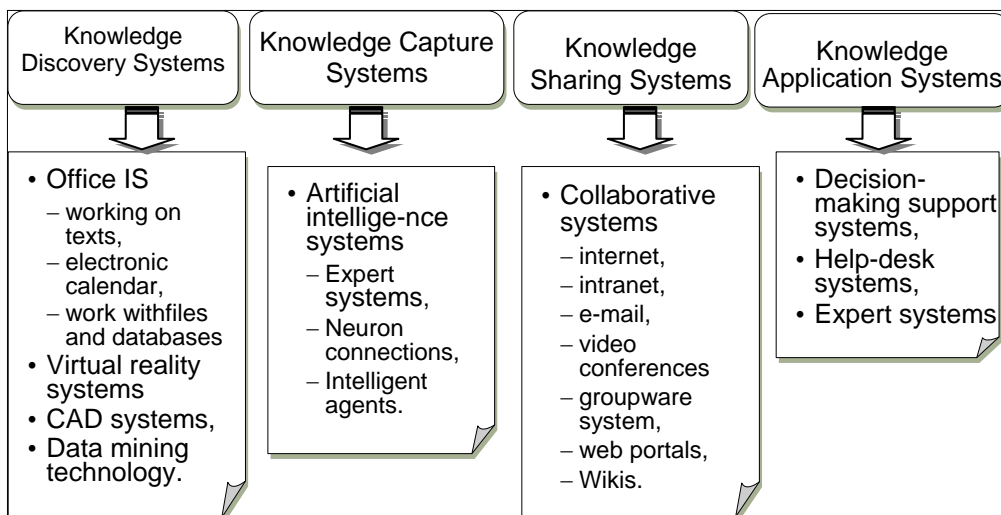 Knowledge
Discovery Systems
Knowledge Capture
Systems
Knowledge
Sharing Systems
Knowledge
Application Systems
• Office IS
– working on
texts,
– electronic
calendar,
– work withfiles
and databases
• Virtual reality
systems
• CAD systems,
• Data mining
technology.
• Artificial
intellige-nce
systems
– Expert
systems,
– Neuron
connections,
– Intelligent
agents.
• Collaborative
systems
– internet,
– intranet,
– e-mail,
– video
conferences
– groupware
system,
– web portals,
– Wikis.
• Decision-
making support
systems,
• Help-desk
systems,
• Expert systems